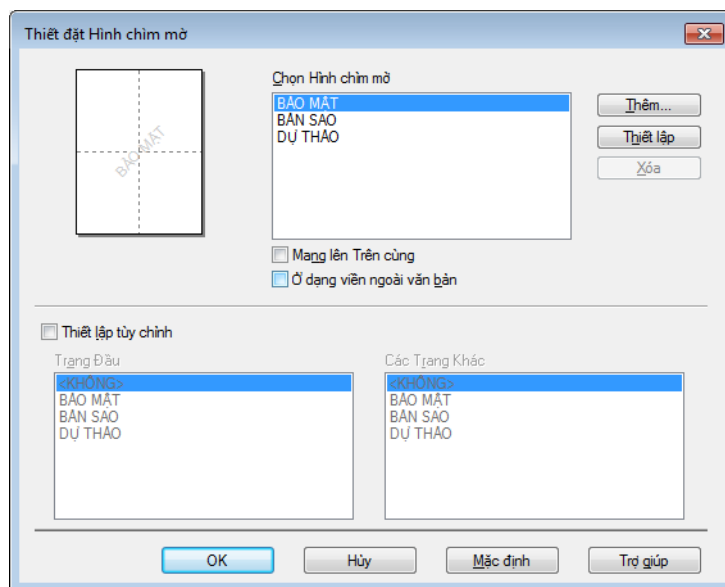 Thiết đặt Hình chìm mờ
BẢO MẬT
Chọn Hình chìm mờ
BẢO MẬT
BẢN SAO
DỰ THẢO
Thêm...
Thiết lập
Xóa
Mang lên Trên cùng
Ở dạng viền ngoài văn bản
Thiết lập tùy chỉnh
Trang Đầu
<KHÔNG>
BẢO MẬT
BẢN SAO
DỰ THẢO
Các Trang Khác
<KHÔNG>
BẢO MẬT
BẢN SAO
DỰ THẢO
OK
Hủy
Mặc định
Trợ giúp